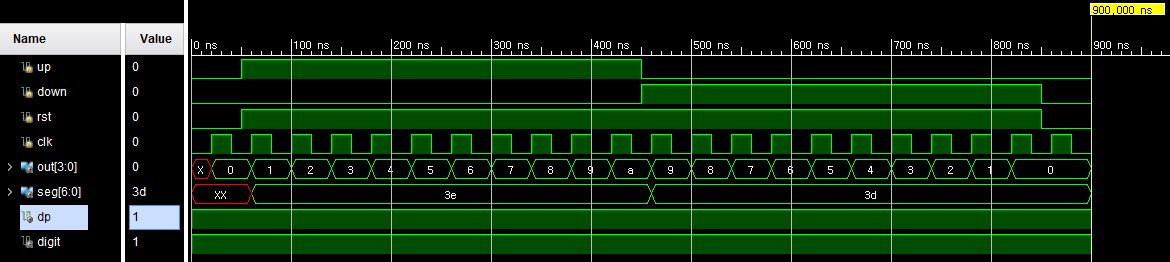 900,000 ns
Name Value
0 ns 100 ns 200 ns 300 ns 400 ns 500 ns 600 ns 700 ns 800 ns 900 ns
up 0
down 0
rst 0
clk 0
out[3:0] 0 X 0 1 2 3 4 5 6 7 8 9 a 9 8 7 6 5 4 3 2 1 0
seg[6:0] 3d XX 3e 3d
dp 1
digit 1